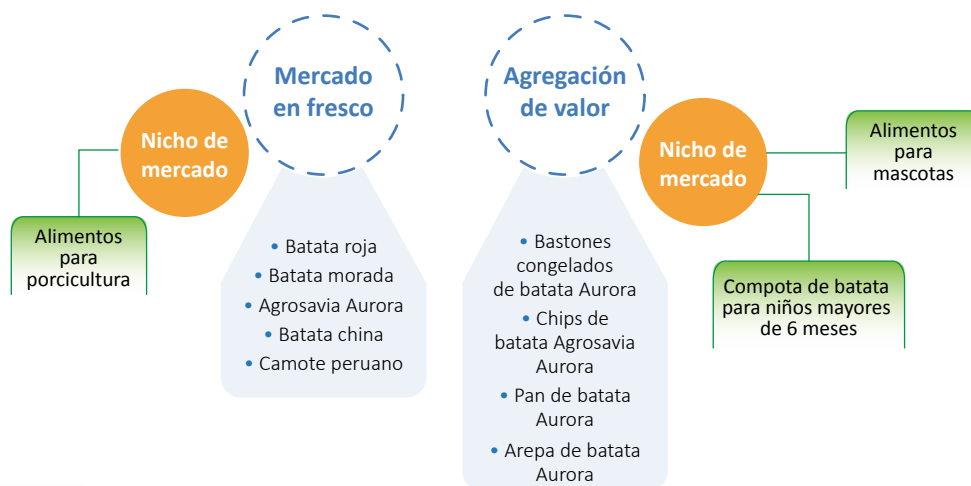 Mercado
en fresco
Nicho de
mercado
Alimentos
para
porcicultura
• Batata roja
• Batata morada
• Agrosavia Aurora
• Batata china
• Camote peruano
Agregación
de valor
Nicho de
mercado
Alimentos
para
mascotas
Compota de batata
para niños mayores
de 6 meses
• Bastones
congelados
de batata Aurora
• Chips de
batata Agrosavia
Aurora
• Pan de batata
Aurora
• Arepa de batata
Aurora